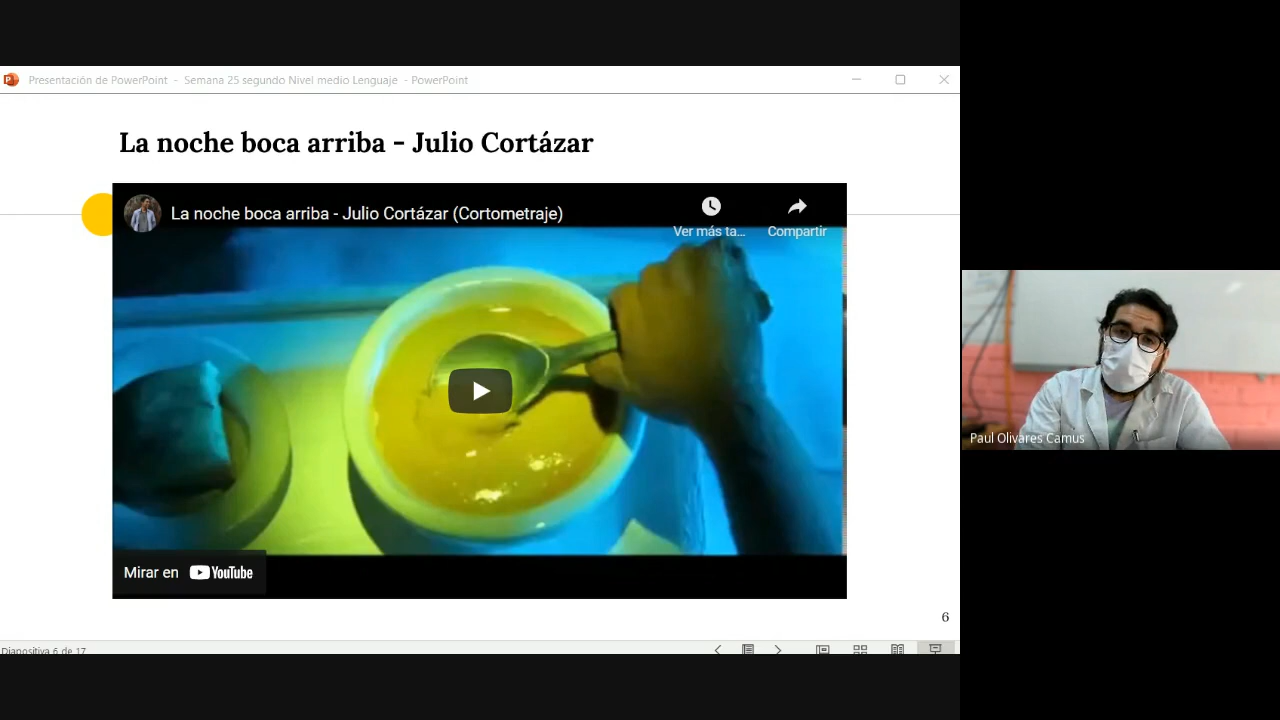 Presentación de PowerPoint - Semana 25 segundo Nivel medio Lenguaje - PowerPoint
La noche boca arriba - Julio Cortázar
La noche boca arriba - Julio Cortázar (Cortometraje)
Ver más ta...
Compartir
Mirar en YouTube
6
Diapositiva 6 de 17
Paul Olivares Camus